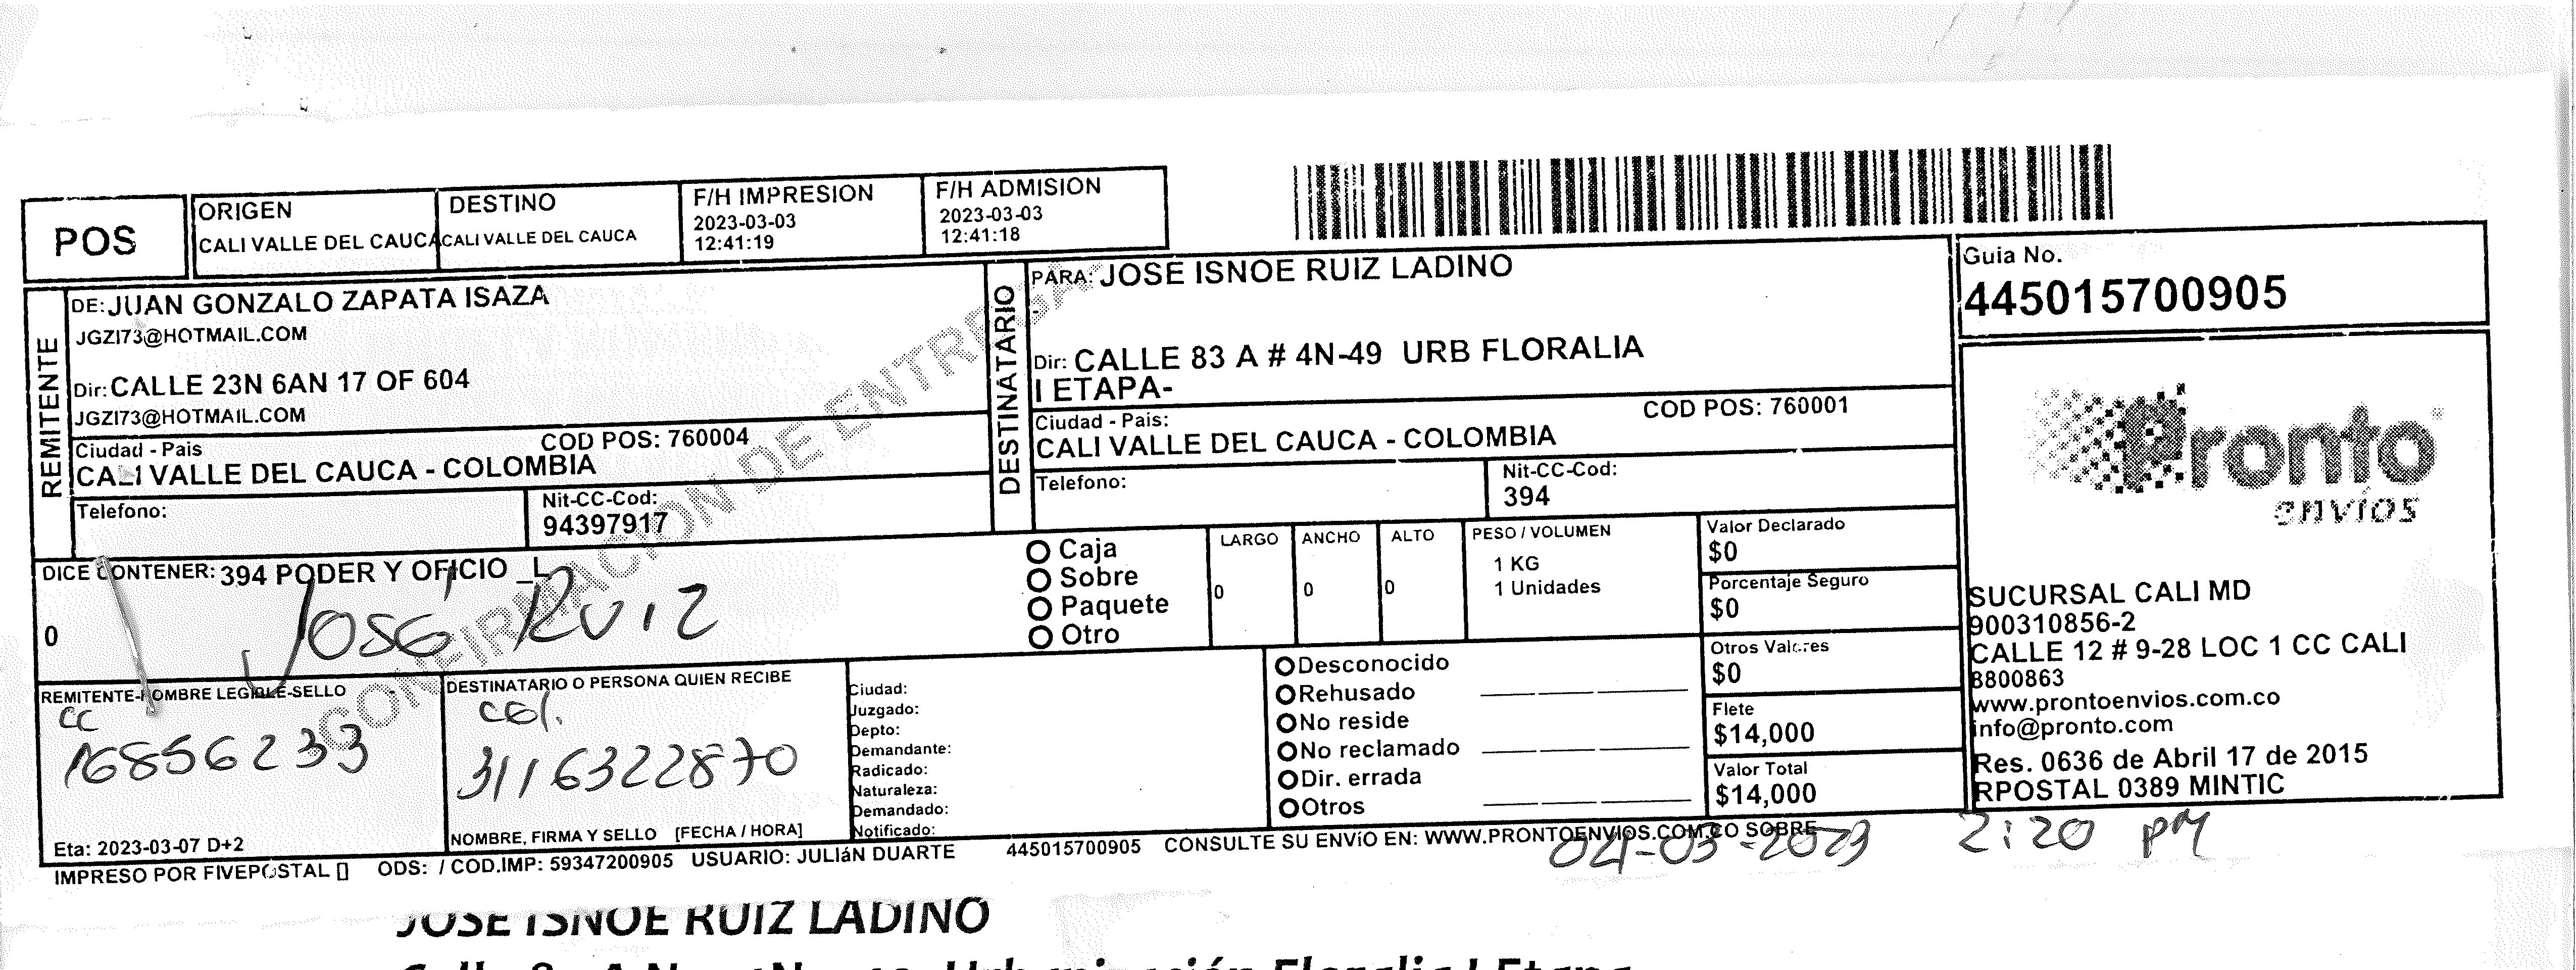 POS
ORIGEN
CALI VALLE DEL CAUCA
DESTINO
CALI VALLE DEL CAUCA
F/H IMPRESION
2023-03-03
12:41:19
F/H ADMISION
2023-03-03
12:41:18
REMITENTE
DE: JUAN GONZALO ZAPATA ISAZA
JGZI73@HOTMAIL.COM
Dir: CALLE 23N 6AN 17 OF 604
JGZI73@HOTMAIL.COM
Ciudad - Pais
COD POS: 760004
CALI VALLE DEL CAUCA - COLOMBIA
Telefono:
Nit-CC-Cod:
94397917
DESTINATARIO
PARA: JOSE ISNOE RUIZ LADINO
-
Dir: CALLE 83 A # 4N-49 URB FLORALIA
I ETAPA-
Ciudad - Pais:
COD POS: 760001
CALI VALLE DEL CAUCA - COLOMBIA
Telefono:
Nit-CC-Cod:
394
Guia No.
445015700905
Pronto
envíos
SUCURSAL CALI MD
900310856-2
CALLE 12 # 9-28 LOC 1 CC CALI
8800863
www.prontoenvios.com.co
info@pronto.com
Res. 0636 de Abril 17 de 2015
RPOSTAL 0389 MINTIC
CONFIRMACION DE ENTREGA
DICE CONTENER: 394 PODER Y OFICIO _L
0
José Ruiz
Caja
Sobre
Paquete
Otro
LARGO
0
ANCHO
0
ALTO
0
PESO / VOLUMEN
1 KG
1 Unidades
Valor Declarado
$0
Porcentaje Seguro
$0
Otros Valores
$0
Flete
$14,000
Valor Total
$14,000
REMITENTE-NOMBRE LEGIBLE-SELLO
CC
16856233
Eta: 2023-03-07 D+2
DESTINATARIO O PERSONA QUIEN RECIBE
cel.
3116322870
NOMBRE, FIRMA Y SELLO [FECHA / HORA]
Ciudad:
Juzgado:
Depto:
Demandante:
Radicado:
Naturaleza:
Demandado:
Notificado:
Desconocido
Rehusado
No reside
No reclamado
Dir. errada
Otros
IMPRESO POR FIVEPOSTAL [] ODS: / COD.IMP: 59347200905 USUARIO: JULIáN DUARTE 445015700905 CONSULTE SU ENVíO EN: WWW.PRONTOENVIOS.COM.CO SOBRE
04-03-2023 2:20 pm
JOSE ISNOE RUIZ LADINO
Urbanización Floralia I Etapa